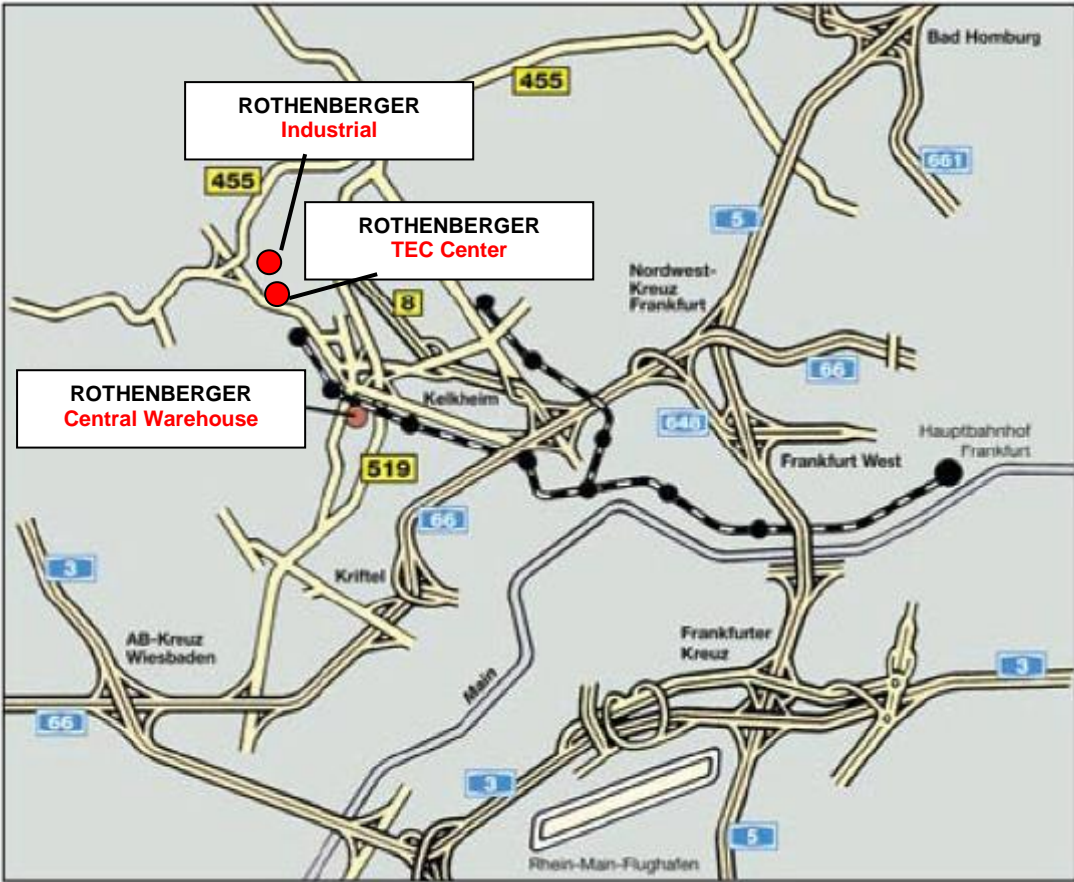 Bad Homburg
455
ROTHENBERGER
Industrial
661
455
5
ROTHENBERGER
TEC Center
Nordwest-
Kreuz
Frankfurt
8
66
ROTHENBERGER
Central Warehouse
Kelkheim
648
Hauptbahnhof
Frankfurt
Frankfurt West
519
66
3
Kriftel
AB-Kreuz
Wiesbaden
Frankfurter
Kreuz
3
Main
66
3
5
Rhein-Main-Flughafen